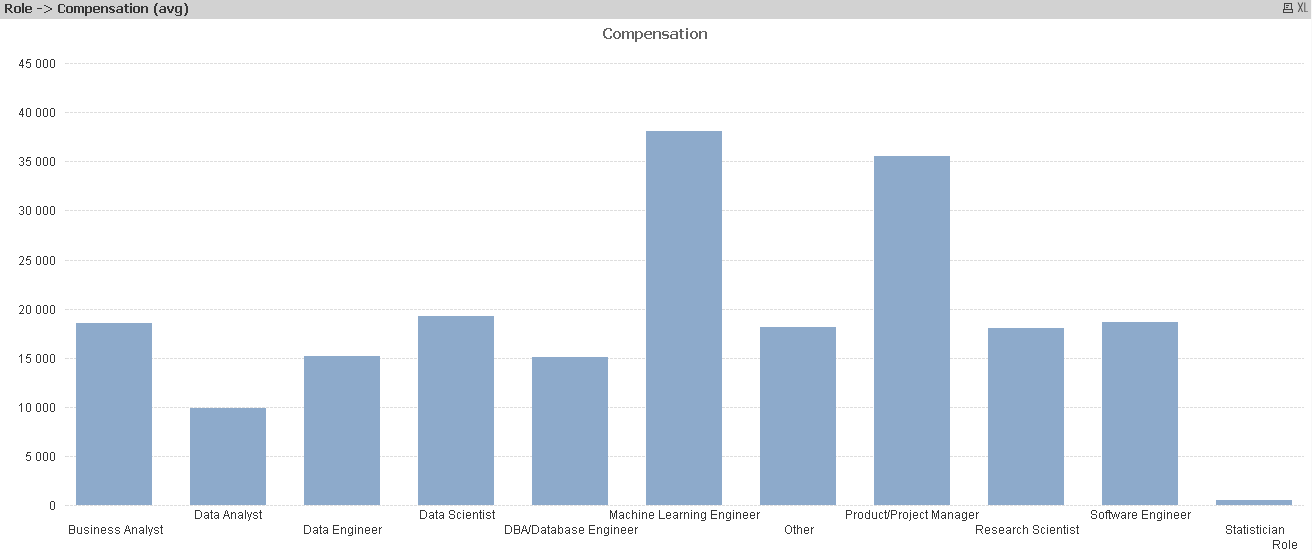 Role -> Compensation (avg)
XL
Compensation
45 000
40 000
35 000
30 000
25 000
20 000
15 000
10 000
5 000
0
Business Analyst
Data Analyst
Data Engineer
Data Scientist
DBA/Database Engineer
Machine Learning Engineer
Other
Product/Project Manager
Research Scientist
Software Engineer
Statistician
Role